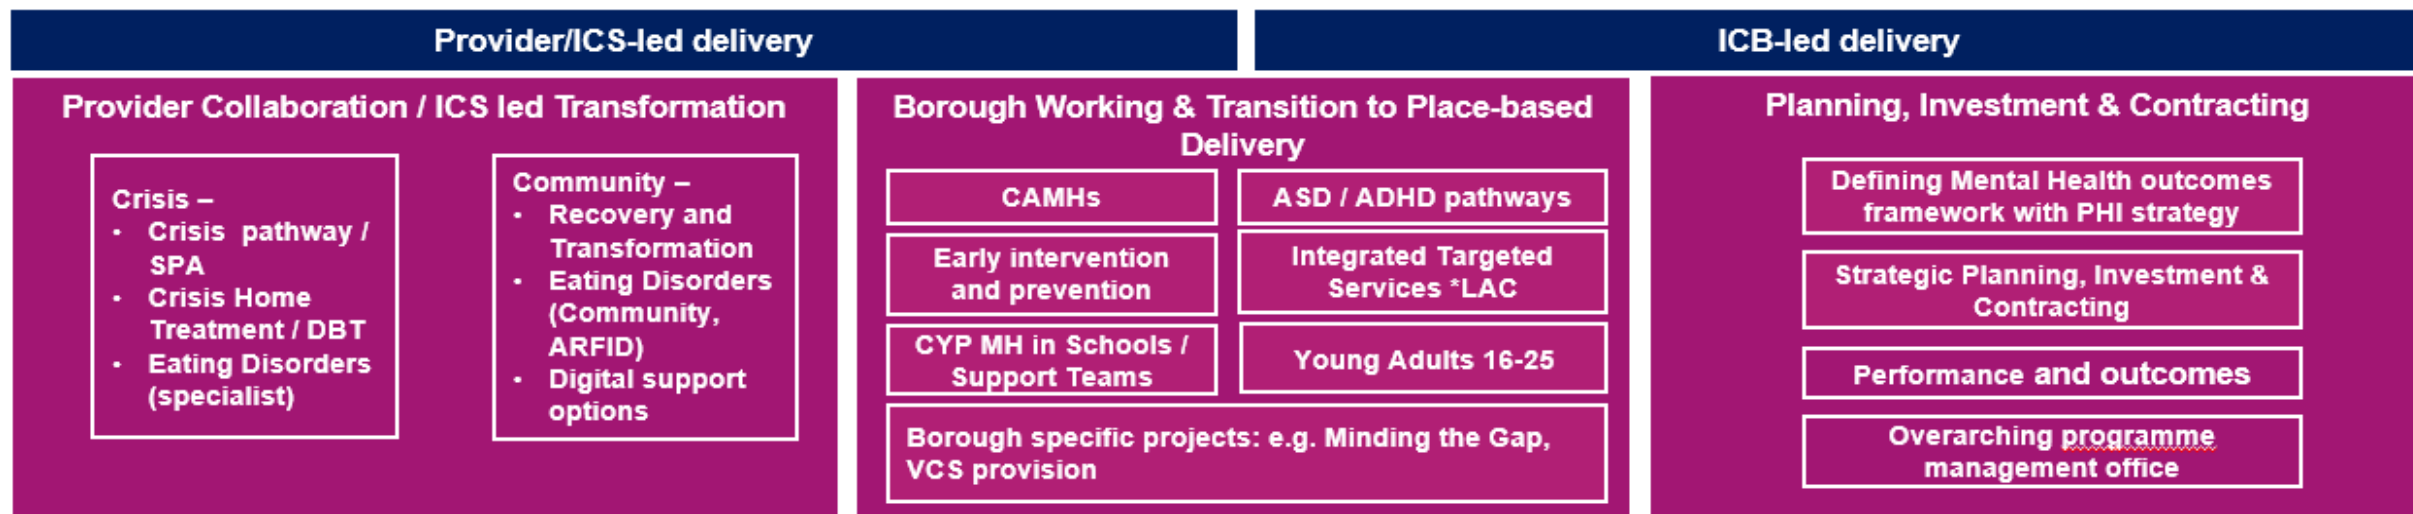 Provider/ICS-led delivery
ICB-led delivery
Provider Collaboration / ICS led Transformation
Crisis –
• Crisis pathway /
SPA
• Crisis Home
Treatment / DBT
• Eating Disorders
(specialist)
Community –
• Recovery and
Transformation
• Eating Disorders
(Community,
ARFID)
• Digital support
options
Borough Working & Transition to Place-based
Delivery
CAMHs
ASD / ADHD pathways
Early intervention
and prevention
Integrated Targeted
Services *LAC
CYP MH in Schools /
Support Teams
Young Adults 16-25
Borough specific projects: e.g. Minding the Gap,
VCS provision
Planning, Investment & Contracting
Defining Mental Health outcomes
framework with PHI strategy
Strategic Planning, Investment &
Contracting
Performance and outcomes
Overarching programme
management office